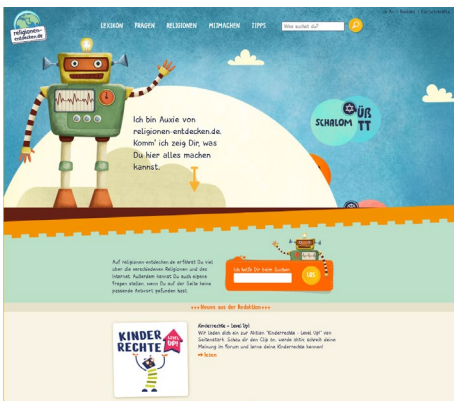 religionen-
entdecken.de
LEXIKON FRAGEN RELIGIONEN MITMACHEN TIPPS
Was suchst du?
Ich bin Auxie von
religionen-entdecken.de.
Komm' ich zeig Dir, was
Du hier alles machen
kannst.
SCHALOM
ÜRß
TT
Auf religionen-entdecken.de erfährst Du viel
über die verschiedenen Religionen und das
Internet. Außerdem kannst Du auch eigene
Fragen stellen, wenn Du auf der Seite keine
passende Antwort gefunden hast.
Ich helfe Dir beim Suchen
LOS
+++Neues aus der Redaktion+++
KINDER
RECHTE
LEVEL
UP!
Kinderrechte - Level Up!
Wir laden dich ein zur Aktion "Kinderrechte - Level Up!" von
Seitenstark. Schau dir den Clip an, werde aktiv, schreib deine
Meinung im Forum und lerne deine Kinderrechte kennen!
lesen